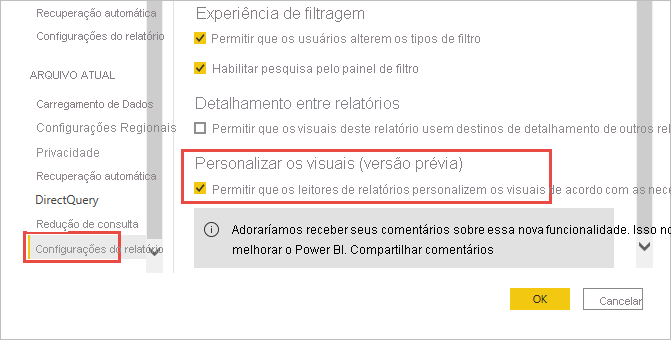 Recuperação automática
Configurações do relatório
ARQUIVO ATUAL
Carregamento de Dados
Configurações Regionais
Privacidade
Recuperação automática
DirectQuery
Redução de consulta
Configurações do relatório
Experiência de filtragem
Permitir que os usuários alterem os tipos de filtro
Habilitar pesquisa pelo painel de filtro
Detalhamento entre relatórios
Permitir que os visuais deste relatório usem destinos de detalhamento de outros rela
Personalizar os visuais (versão prévia)
Permitir que os leitores de relatórios personalizem os visuais de acordo com as nece
Adoraríamos receber seus comentários sobre essa nova funcionalidade. Isso no
melhorar o Power BI. Compartilhar comentários
OK
Cancelar